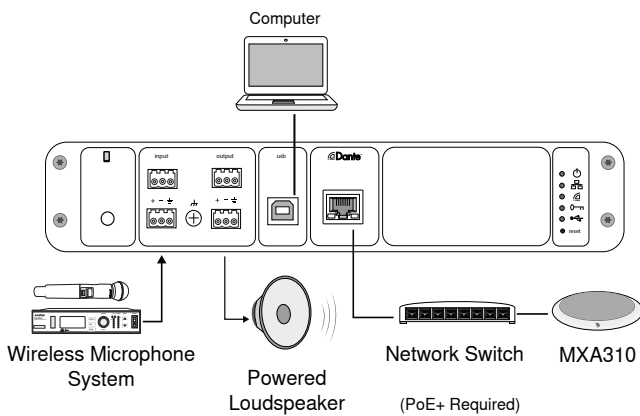 Computer
input
output
usb
Dante
+ - ⏚
+ - ⏚
reset
Wireless Microphone
System
Powered
Loudspeaker
Network Switch
(PoE+ Required)
MXA310